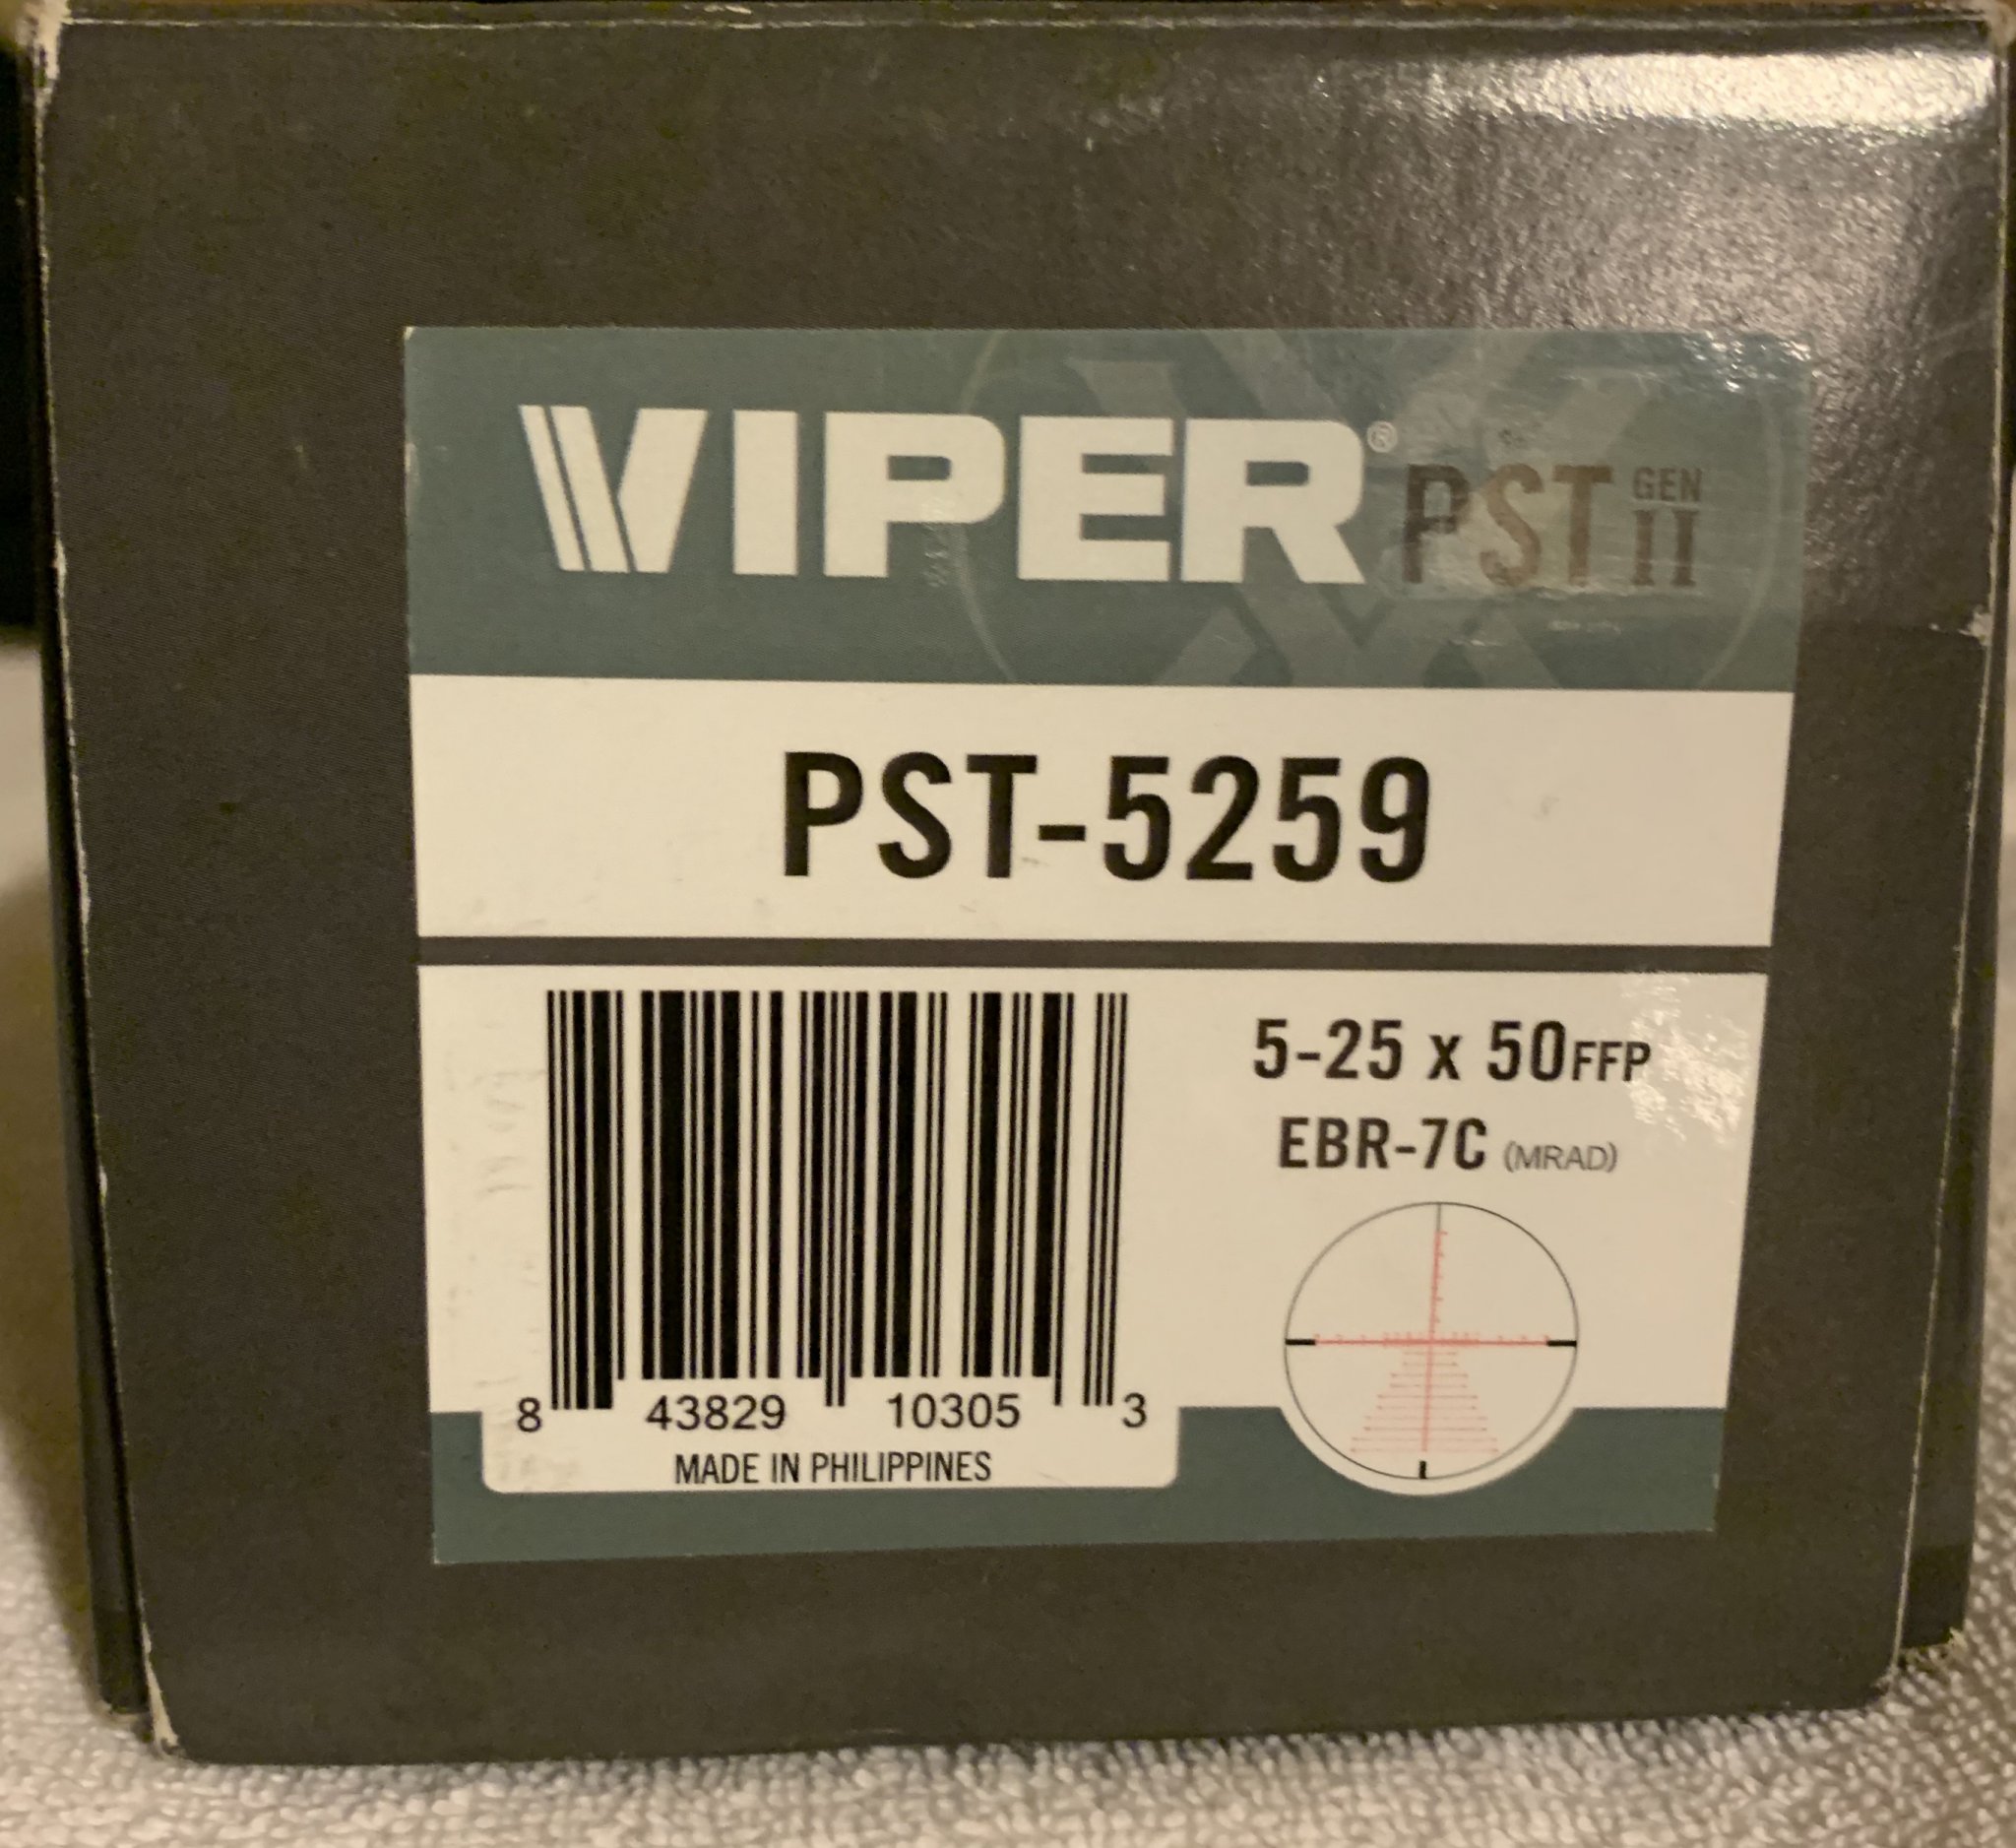 VIPER® PST GEN II
PST-5259
5-25 x 50FFP
EBR-7C (MRAD)
8 43829 10305 3
MADE IN PHILIPPINES